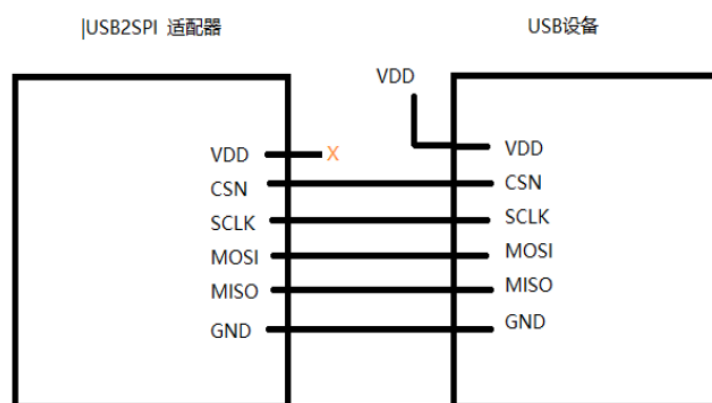 |USB2SPI 适配器
USB设备
VDD
VDD
X
VDD
CSN
CSN
SCLK
SCLK
MOSI
MOSI
MISO
MISO
GND
GND